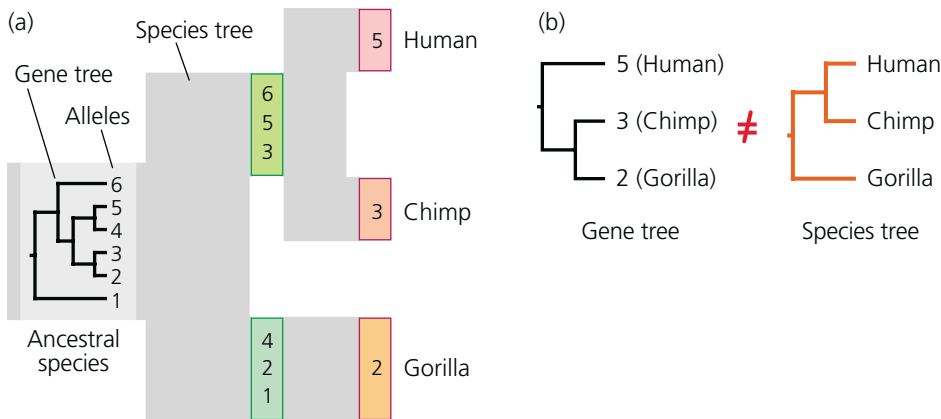 (a)
Species tree
Gene tree
Alleles
6
5
4
3
2
1
Ancestral
species
6
5
3
4
2
1
5
Human
3
Chimp
2
Gorilla
(b)
5 (Human)
3 (Chimp)
2 (Gorilla)
Gene tree
≠
Human
Chimp
Gorilla
Species tree